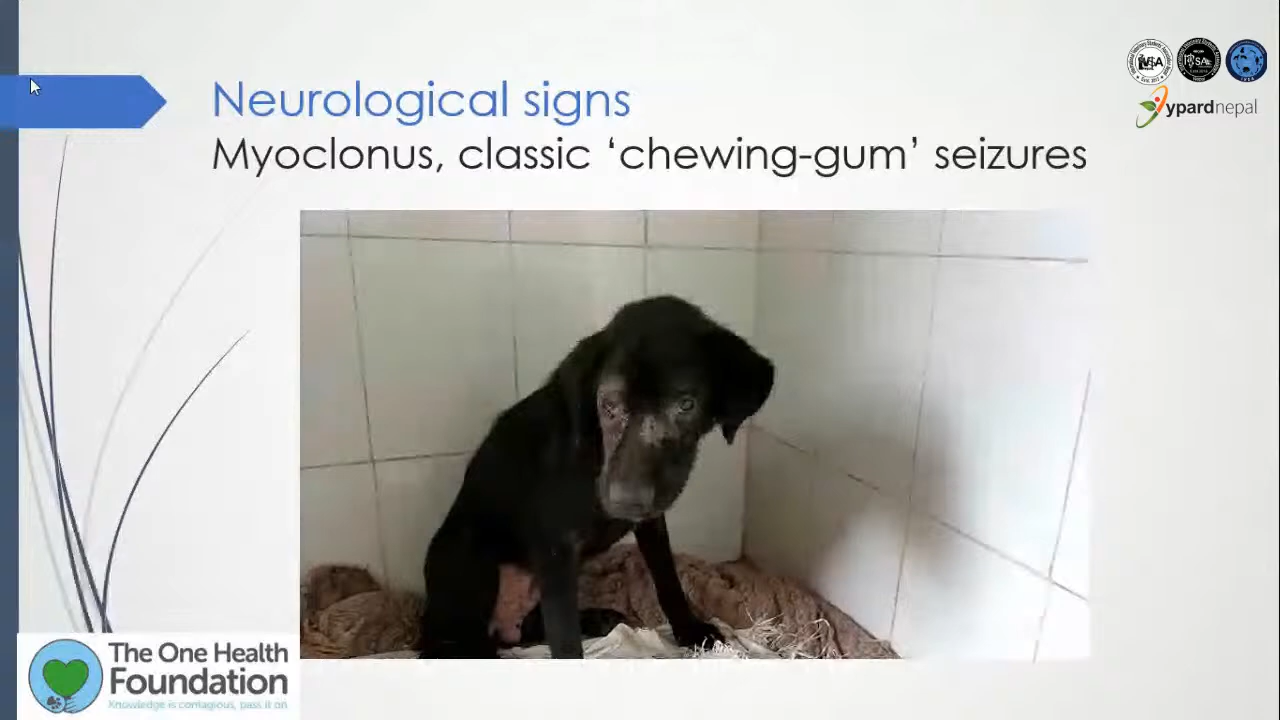 Neurological signs
Myoclonus, classic ‘chewing-gum’ seizures
ypardnepal
The One Health
Foundation
Knowledge is contagious, pass it on